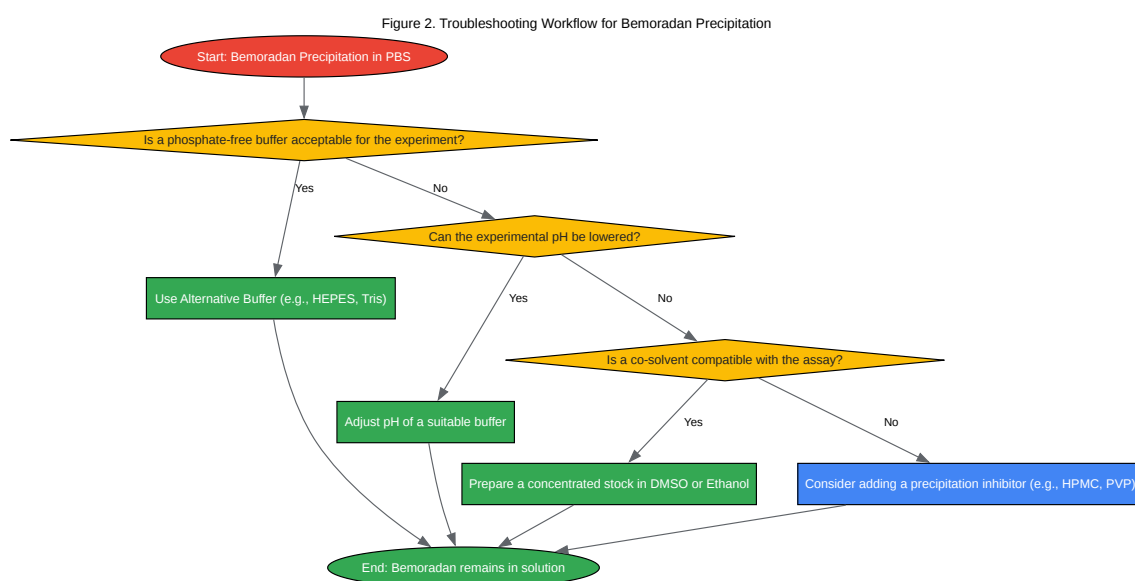 Figure 2. Troubleshooting Workflow for Bemoradan Precipitation
Start: Bemoradan Precipitation in PBS
Is a phosphate-free buffer acceptable for the experiment?
Yes
No
Can the experimental pH be lowered?
Use Alternative Buffer (e.g., HEPES, Tris)
Yes
No
Is a co-solvent compatible with the assay?
Adjust pH of a suitable buffer
Yes
No
Prepare a concentrated stock in DMSO or Ethanol
Consider adding a precipitation inhibitor (e.g., HPMC, PVP)
End: Bemoradan remains in solution